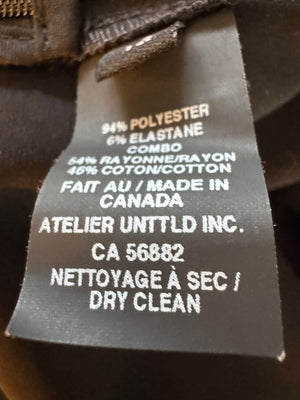 94% POLYESTER
6% ELASTANE
COMBO
54% RAYONNE/RAYON
46% COTON/COTTON
FAIT AU / MADE IN
CANADA
ATELIER UNTTLD INC.
CA 56882
NETTOYAGE À SEC /
DRY CLEAN